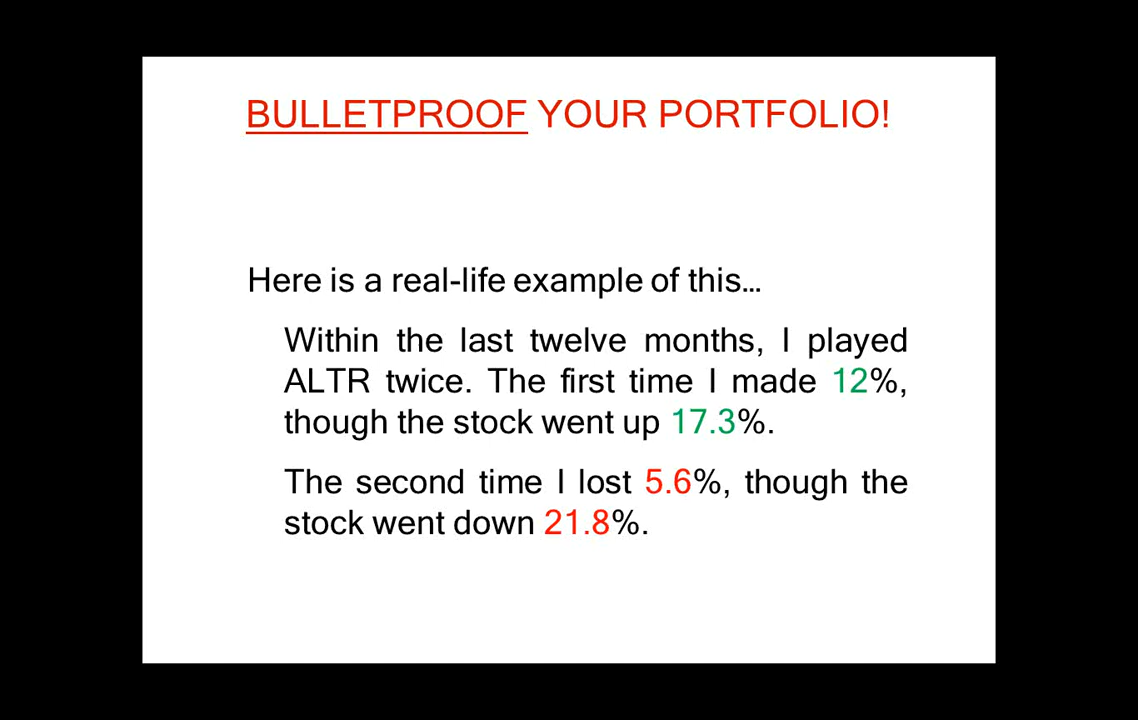 BULLETPROOF YOUR PORTFOLIO!
Here is a real-life example of this...
Within the last twelve months, I played
ALTR twice. The first time I made 12%,
though the stock went up 17.3%.
The second time I lost 5.6%, though the
stock went down 21.8%.